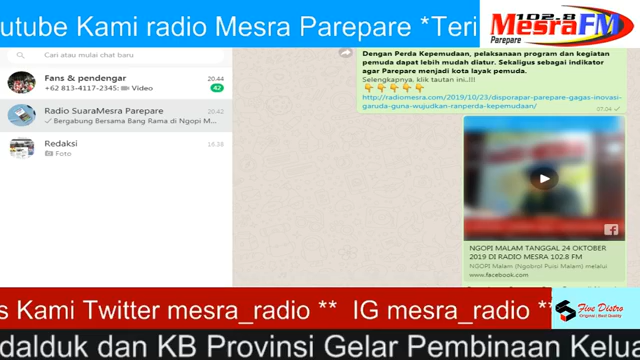 utube Kami radio Mesra Parepare *Teri
102.8
MesraFM
Parepare
Cari atau mulai chat baru
Fans & pendengar
20.44
+62 813-4117-2345: Video
42
Radio SuaraMesra Parepare
20.42
Bergabung Bersama Bang Rama di Ngopi M...
Redaksi
16.38
Foto
Dengan Perda Kepemudaan, pelaksanaan program dan kegiatan
pemuda dapat lebih mudah diatur. Sekaligus sebagai indikator
agar Parepare menjadi kota layak pemuda.
Selengkapnya, klik tautan ini..!!!
http://radiomesra.com/2019/10/23/disporapar-parepare-gagas-inovasi-
garuda-guna-wujudkan-ranperda-kepemudaan/
07.24
NGOPI MALAM TANGGAL 24 OKTOBER
2019 DI RADIO MESRA 102.8 FM
NGOPI Malam (Ngobrol Puisi Malam) melalui
www.facebook.com
s Kami Twitter mesra_radio ** IG mesra_radio **
Five Distro
dalduk dan KB Provinsi Gelar Pembinaan Kelua